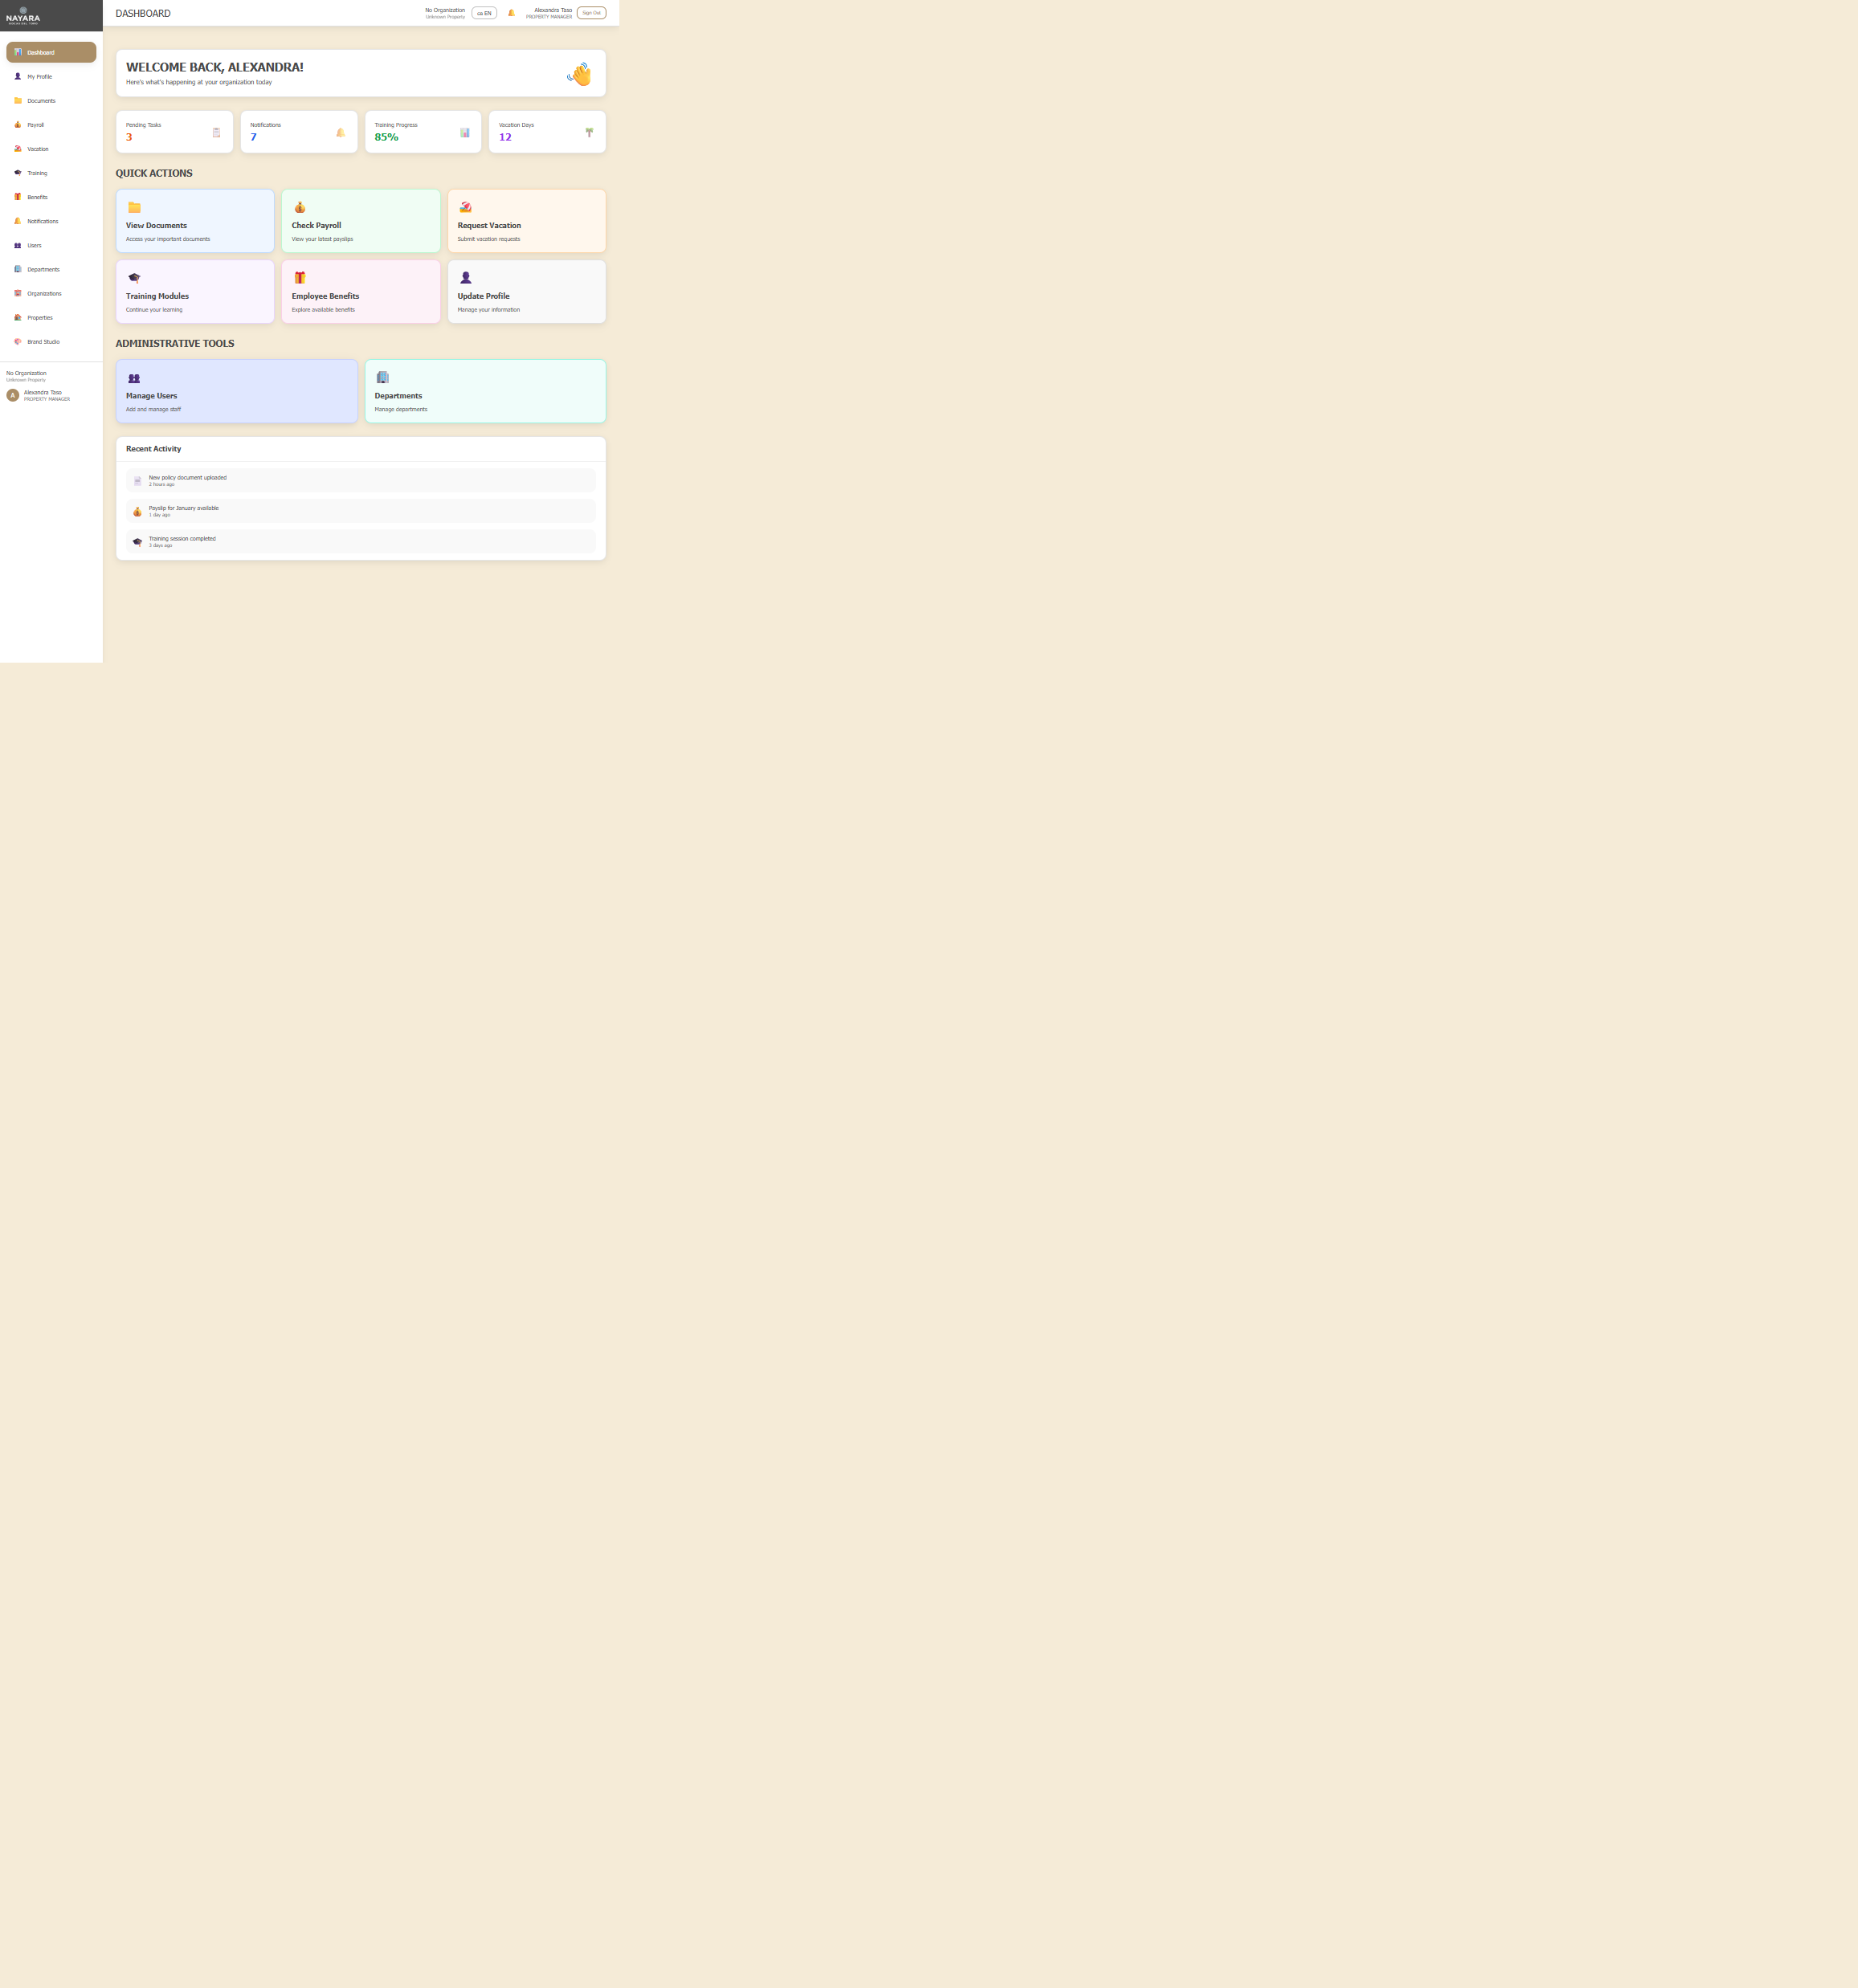 NAYARA
DASHBOARD
No Organization
Unknown Property
ca EN
Alexandra Taso
PROPERTY MANAGER
Sign Out
Dashboard
My Profile
Documents
Payroll
Vacation
Training
Benefits
Notifications
Users
Departments
Organizations
Properties
Brand Studio
No Organization
Unknown Property
A
Alexandra Taso
PROPERTY MANAGER
WELCOME BACK, ALEXANDRA!
Here's what's happening at your organization today
Pending Tasks
3
Notifications
7
Training Progress
85%
Vacation Days
12
QUICK ACTIONS
View Documents
Access your important documents
Check Payroll
View your latest payslips
Request Vacation
Submit vacation requests
Training Modules
Continue your learning
Employee Benefits
Explore available benefits
Update Profile
Manage your information
ADMINISTRATIVE TOOLS
Manage Users
Add and manage staff
Departments
Manage departments
Recent Activity
New policy document uploaded
2 hours ago
Payslip for January available
1 day ago
Training session completed
3 days ago